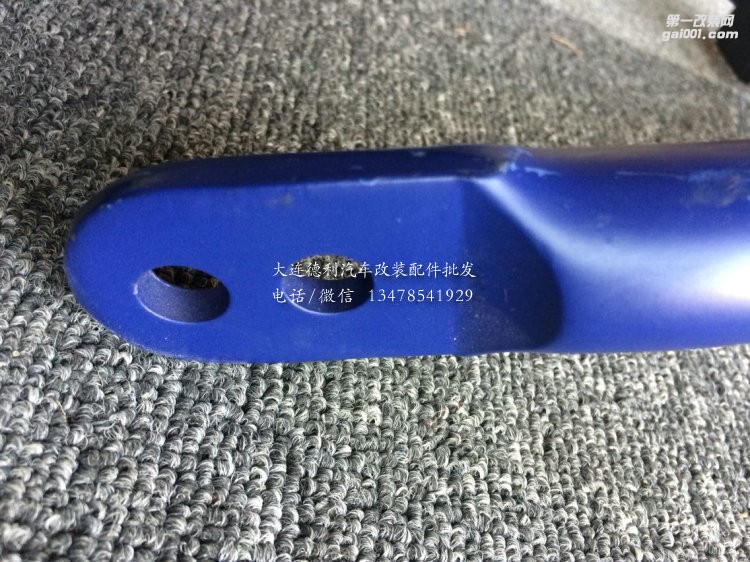 第一改装网
gai001.com
大连德利汽车改装配件批发
电话/微信 13478541929